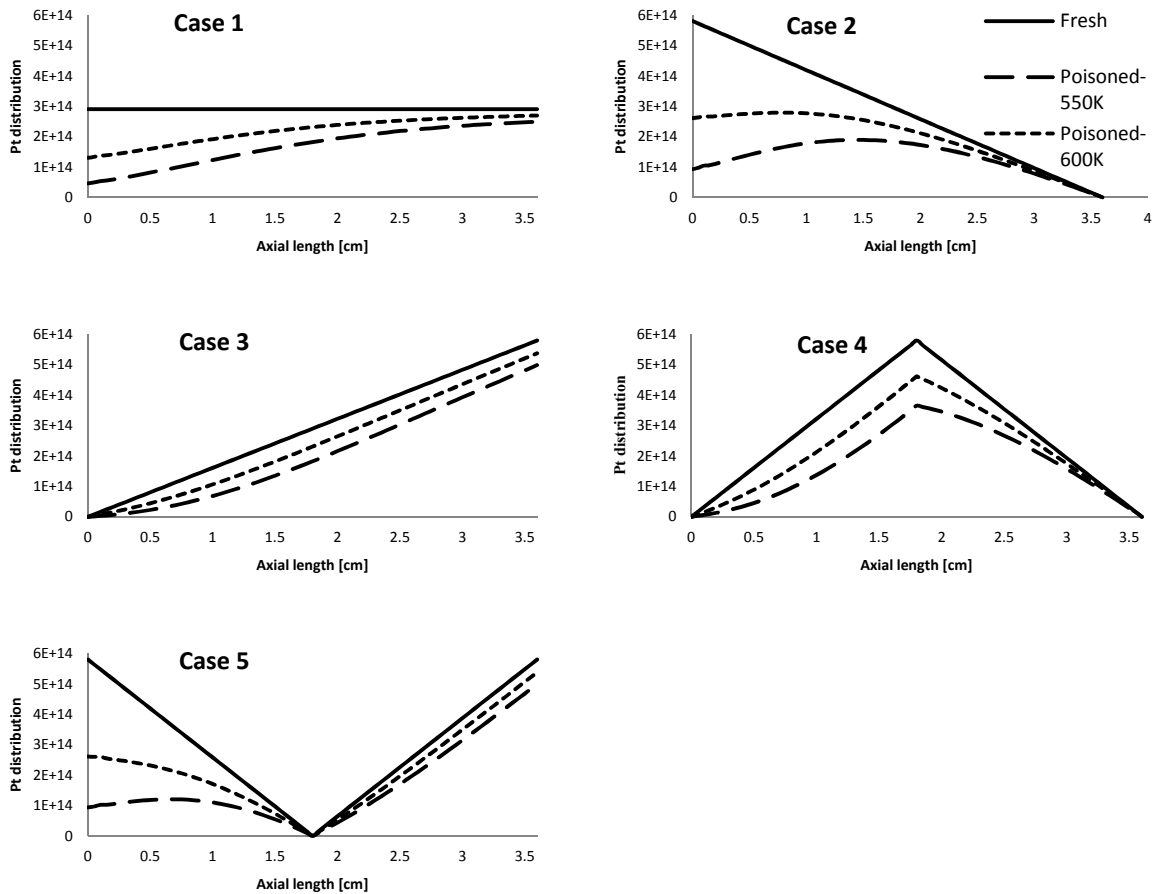 Case 1
Pt distribution
6E+14
5E+14
4E+14
3E+14
2E+14
1E+14
0
0 0.5 1 1.5 2 2.5 3 3.5
Axial length [cm]
Case 2
Pt distribution
6E+14
5E+14
4E+14
3E+14
2E+14
1E+14
0
0 1 2 3 4
Axial length [cm]
Fresh
Poisoned-
550K
Poisoned-
600K
Case 3
Pt distribution
6E+14
5E+14
4E+14
3E+14
2E+14
1E+14
0
0 0.5 1 1.5 2 2.5 3 3.5
Axial length [cm]
Case 4
Pt distribution
6E+14
5E+14
4E+14
3E+14
2E+14
1E+14
0
0 0.5 1 1.5 2 2.5 3 3.5
Axial length [cm]
Case 5
Pt distribution
6E+14
5E+14
4E+14
3E+14
2E+14
1E+14
0
0 0.5 1 1.5 2 2.5 3 3.5
Axial length [cm]